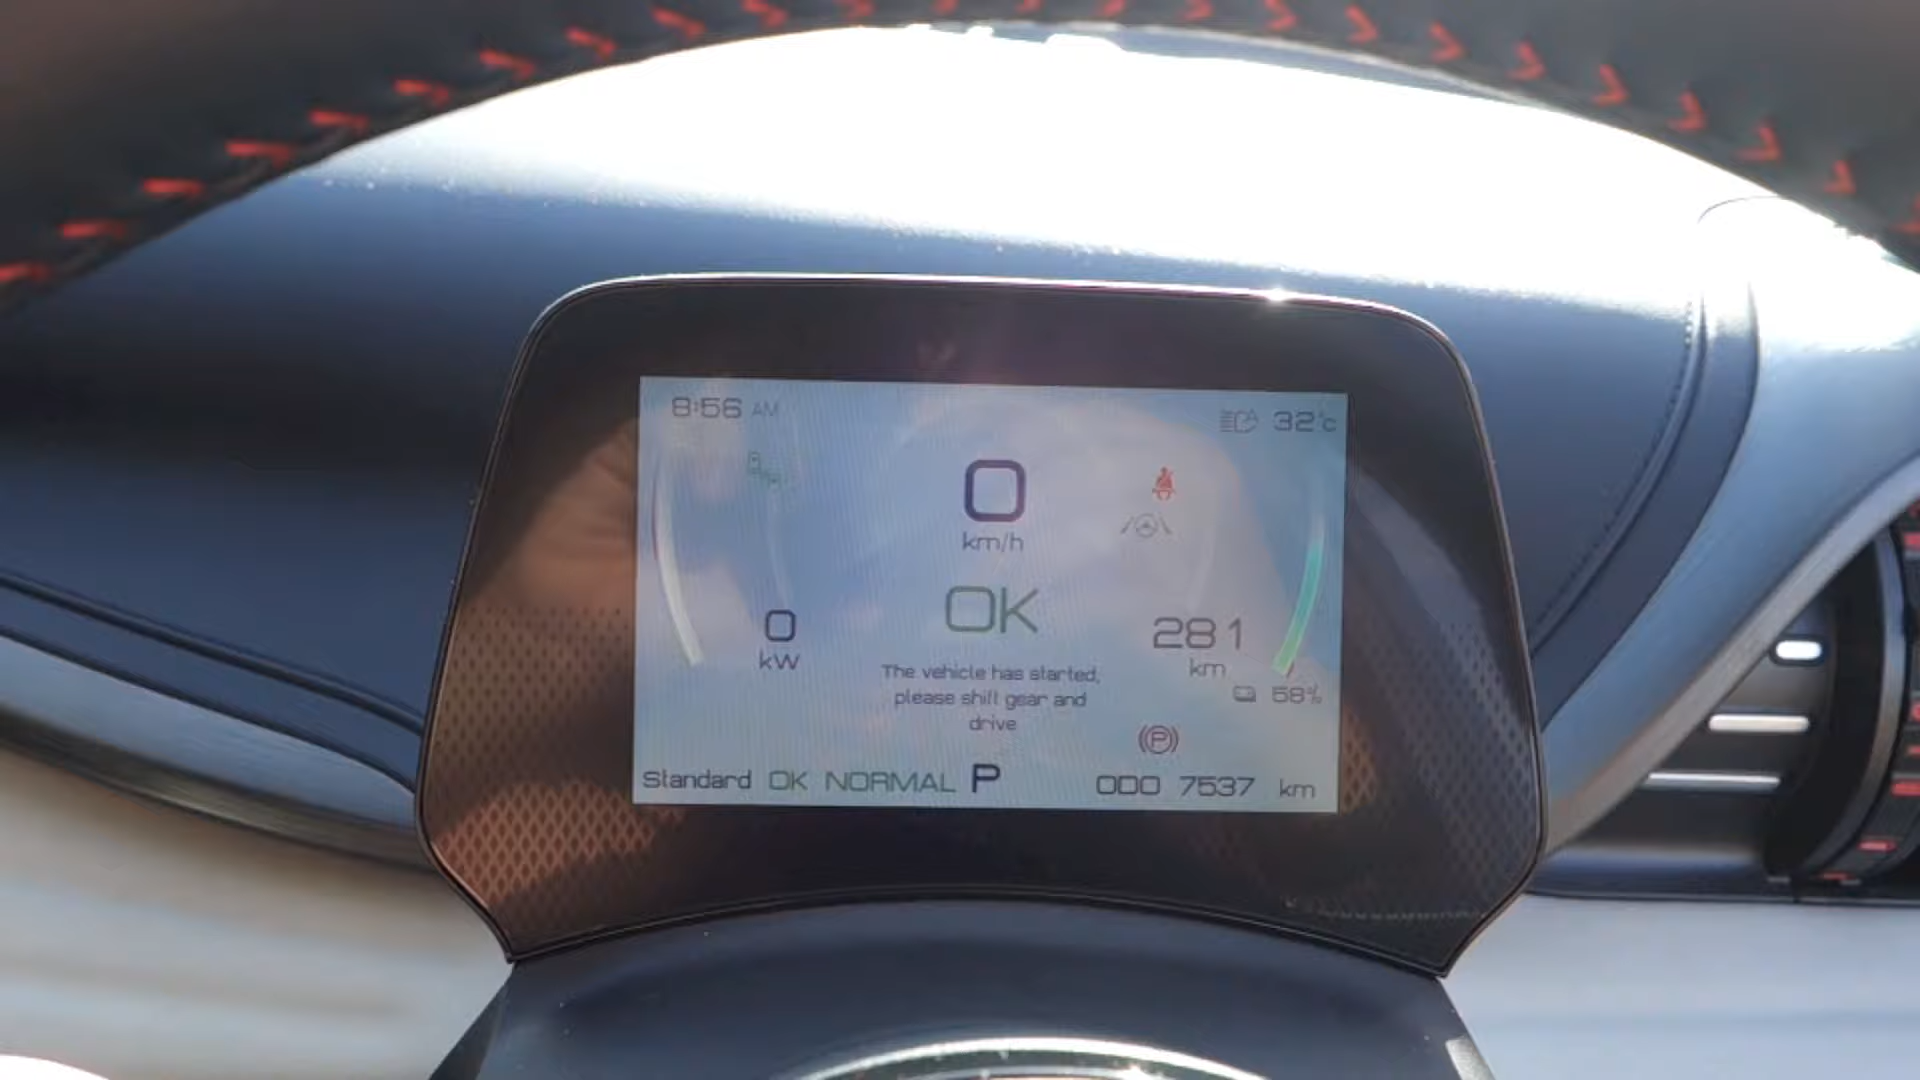 8:56 AM
32°c
0
km/h
OK
0
kW
281
km
The vehicle has started,
please shift gear and
drive
58%
(P)
Standard OK NORMAL P ODO 7537 km